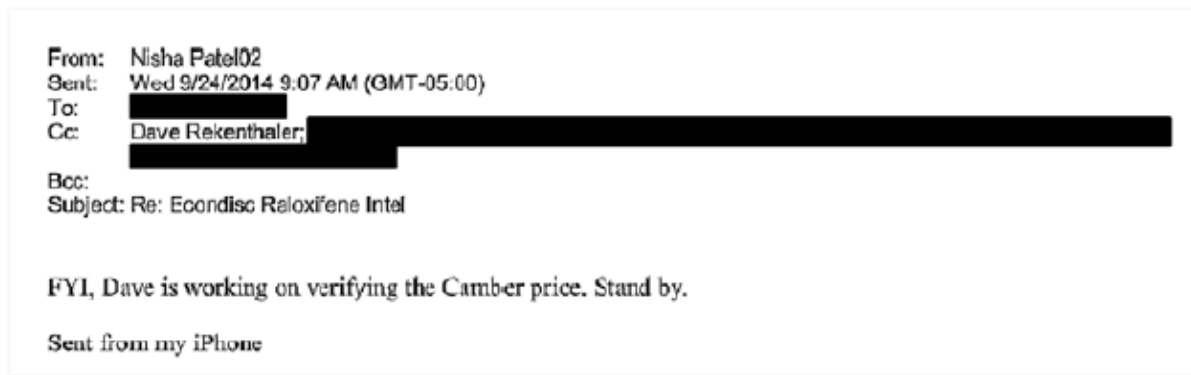 From: Nisha Patel02
Sent: Wed 9/24/2014 9:07 AM (GMT-05:00)
To:
Cc: Dave Rekenthaler;
Bcc:
Subject: Re: Econdisc Raloxifene Intel
FYI, Dave is working on verifying the Camber price. Stand by.
Sent from my iPhone